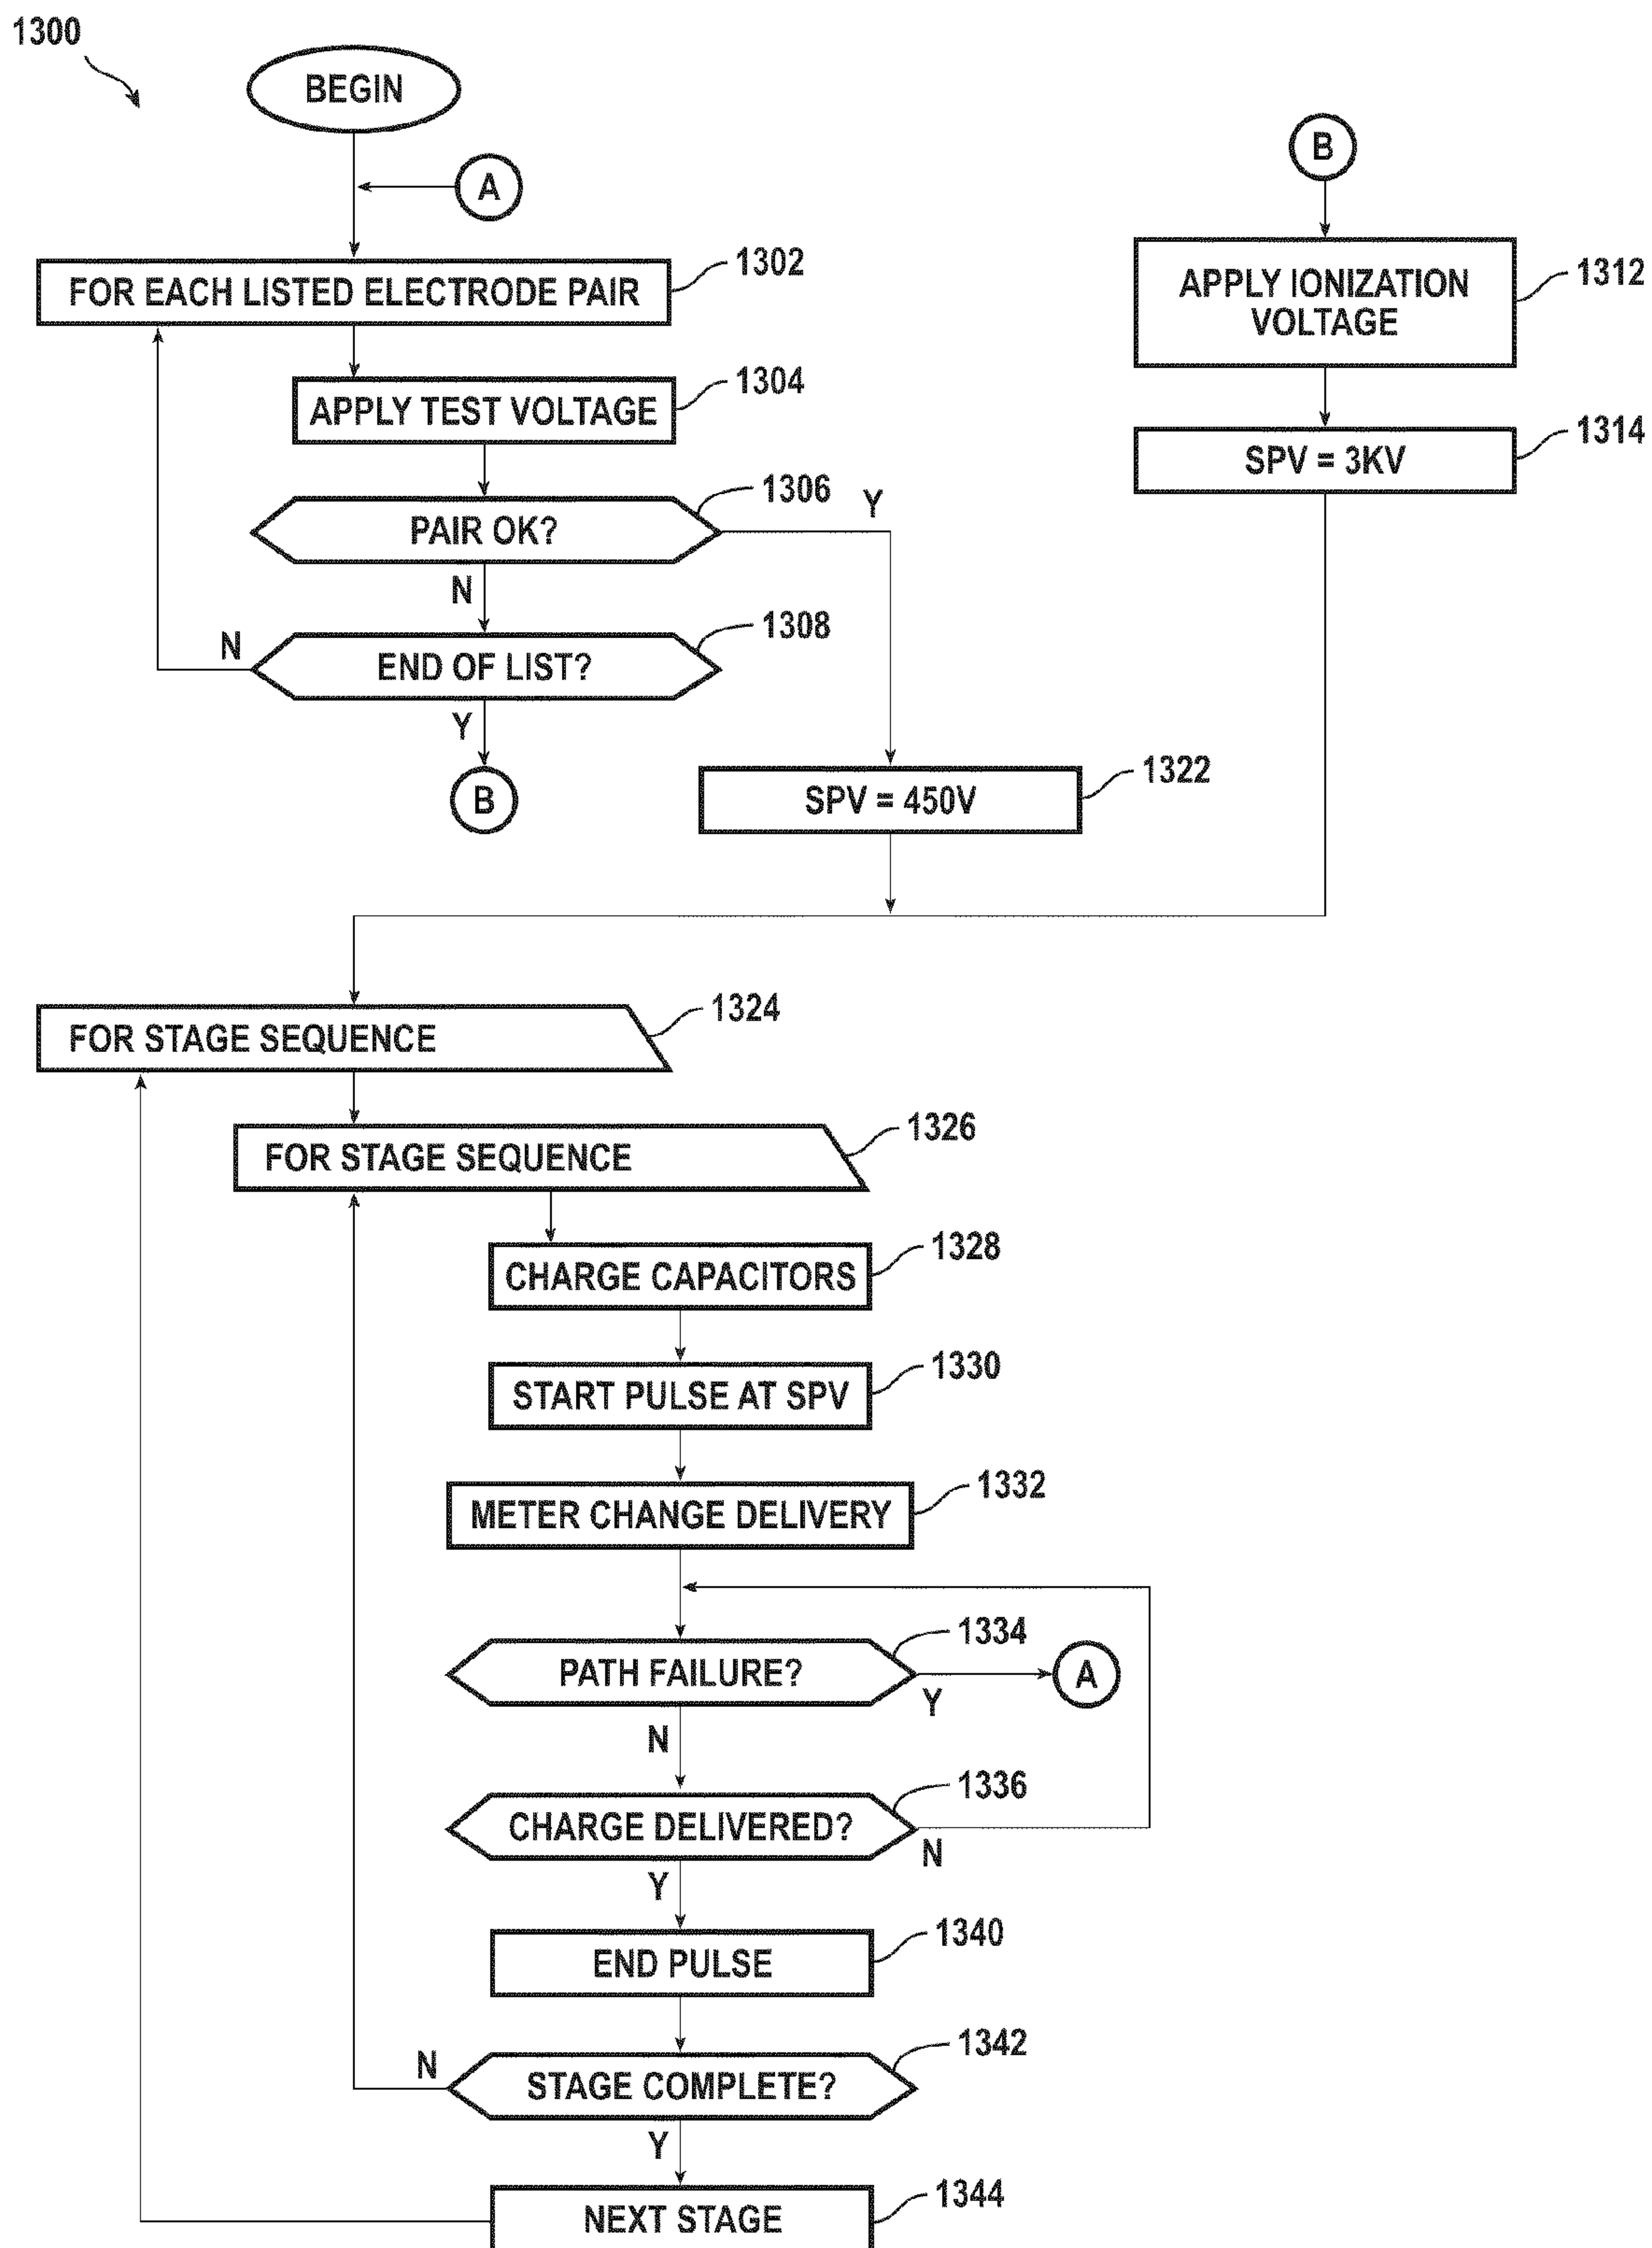 1300
BEGIN
A
FOR EACH LISTED ELECTRODE PAIR
1302
APPLY TEST VOLTAGE
1304
PAIR OK?
1306
Y
N
END OF LIST?
1308
N
Y
B
SPV = 450V
1322
B
APPLY IONIZATION
VOLTAGE
1312
SPV = 3KV
1314
FOR STAGE SEQUENCE
1324
FOR STAGE SEQUENCE
1326
CHARGE CAPACITORS
1328
START PULSE AT SPV
1330
METER CHANGE DELIVERY
1332
PATH FAILURE?
1334
Y
A
N
CHARGE DELIVERED?
1336
N
Y
END PULSE
1340
STAGE COMPLETE?
1342
N
Y
NEXT STAGE
1344